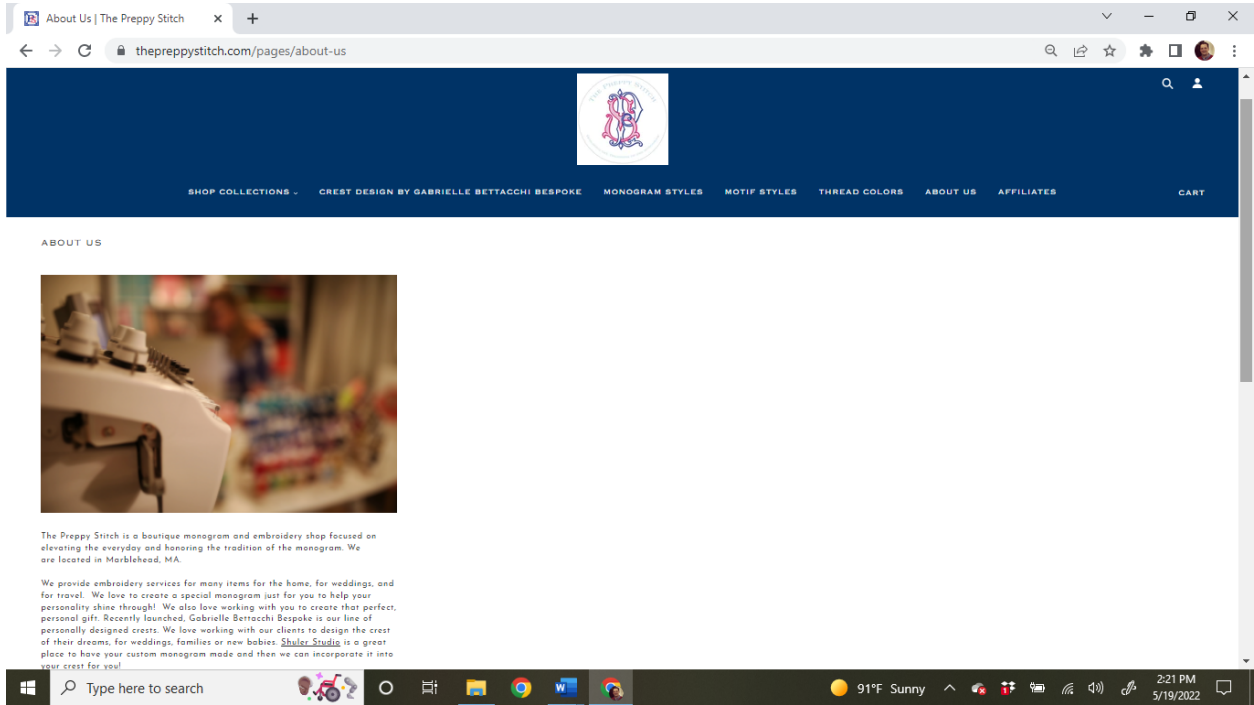 About Us | The Preppy Stitch
thepreppystitch.com/pages/about-us
THE PREPPY STITCH
SHOP COLLECTIONS CREST DESIGN BY GABRIELLE BETTACCHI BESPOKE MONOGRAM STYLES MOTIF STYLES THREAD COLORS ABOUT US AFFILIATES CART
ABOUT US
The Preppy Stitch is a boutique monogram and embroidery shop focused on
elevating the everyday and honoring the tradition of the monogram. We
are located in Marblehead, MA.
We provide embroidery services for many items for the home, for weddings, and
for travel. We love to create a special monogram just for you to help your
personality shine through! We also love working with you to create that perfect,
personal gift. Recently launched, Gabrielle Bettacchi Bespoke is our line of
personally designed crests. We love working with our clients to design the crest
of their dreams, for weddings, families or new babies. Shuler Studio is a great
place to have your custom monogram made and then we can incorporate it into
your crest for you!
Type here to search
91°F Sunny
2:21 PM
5/19/2022